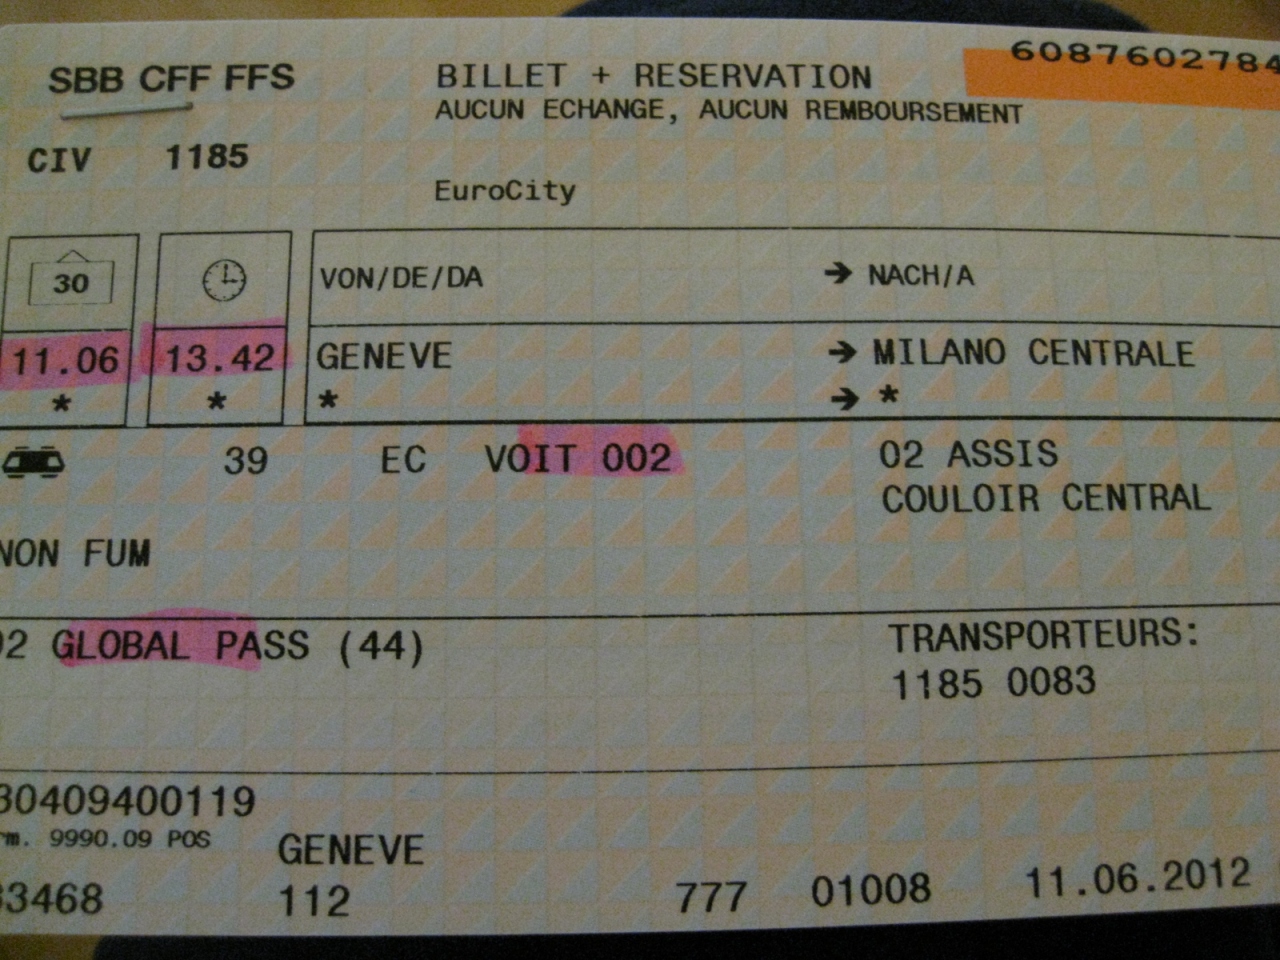 6087602784
SBB CFF FFS BILLET + RESERVATION
AUCUN ECHANGE, AUCUN REMBOURSEMENT
CIV 1185
EuroCity
30 VON/DE/DA → NACH/A
11.06 13.42 GENEVE → MILANO CENTRALE
* * * → *
39 EC VOIT 002 02 ASSIS
COULOIR CENTRAL
NON FUM
02 GLOBAL PASS (44) TRANSPORTEURS:
1185 0083
30409400119
rm. 9990.09 POS GENEVE
33468 112 777 01008 11.06.2012